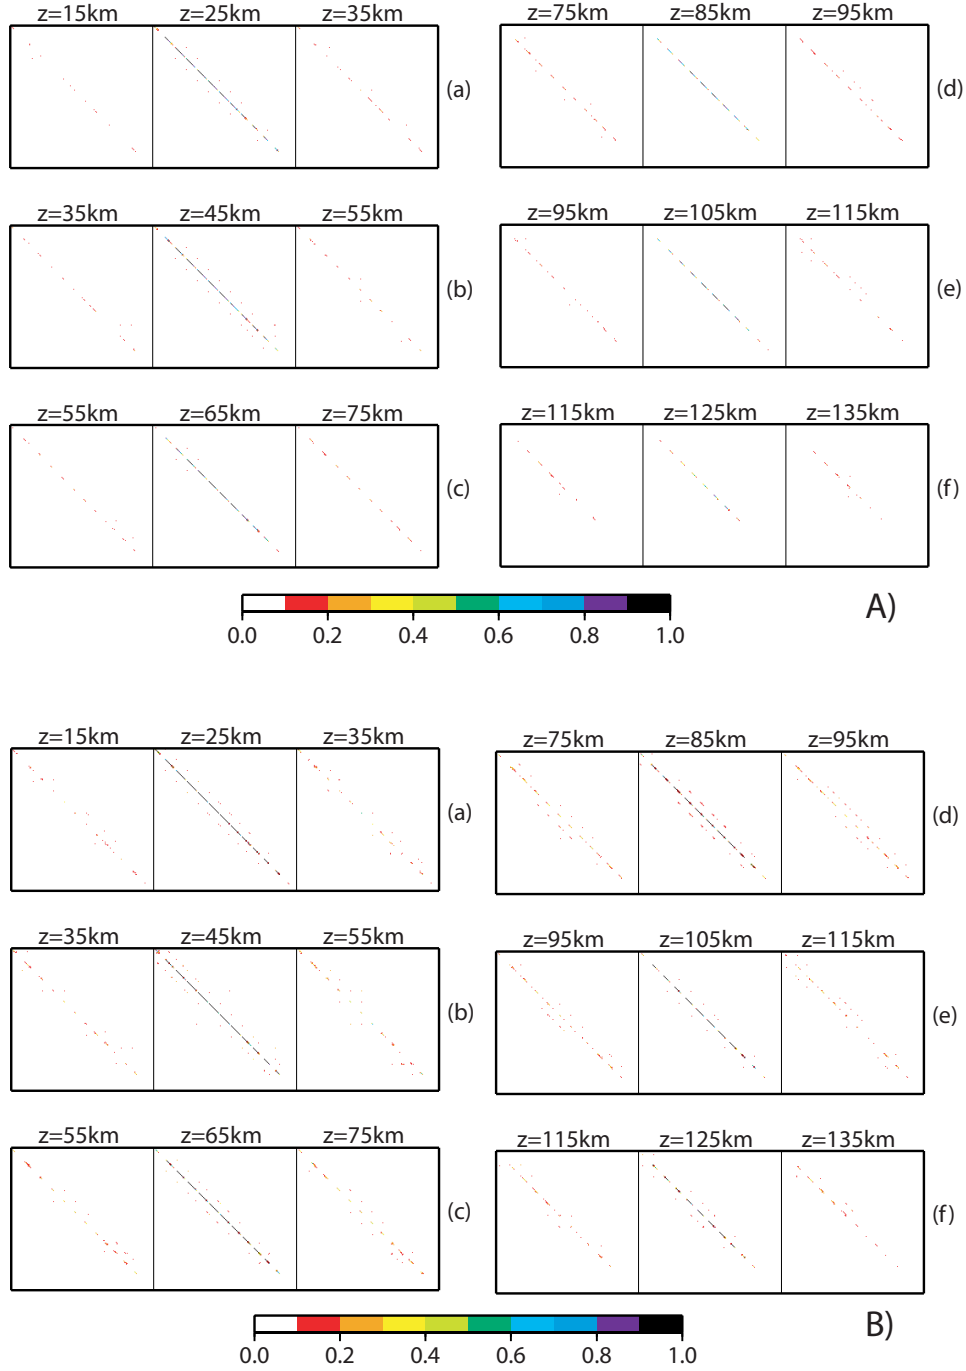 z=15km z=25km z=35km
(a)
z=75km z=85km z=95km
(d)
z=35km z=45km z=55km
(b)
z=95km z=105km z=115km
(e)
z=55km z=65km z=75km
(c)
z=115km z=125km z=135km
(f)
0.0 0.2 0.4 0.6 0.8 1.0
A)
z=15km z=25km z=35km
(a)
z=75km z=85km z=95km
(d)
z=35km z=45km z=55km
(b)
z=95km z=105km z=115km
(e)
z=55km z=65km z=75km
(c)
z=115km z=125km z=135km
(f)
0.0 0.2 0.4 0.6 0.8 1.0
B)